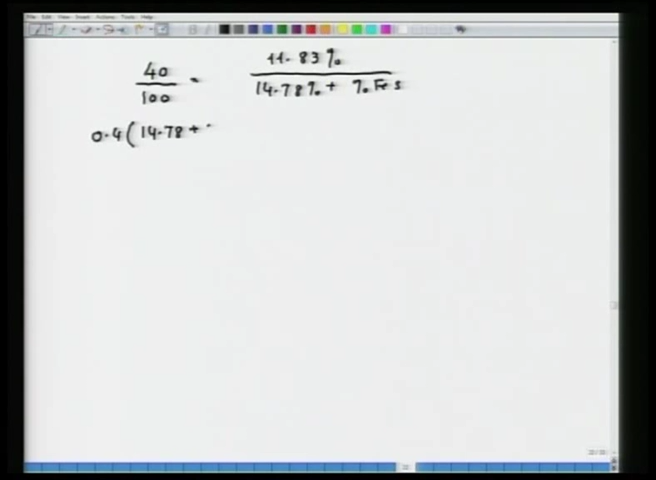 40/100 = 11.83% / 14.78% + % FeS
0.4(14.78 +